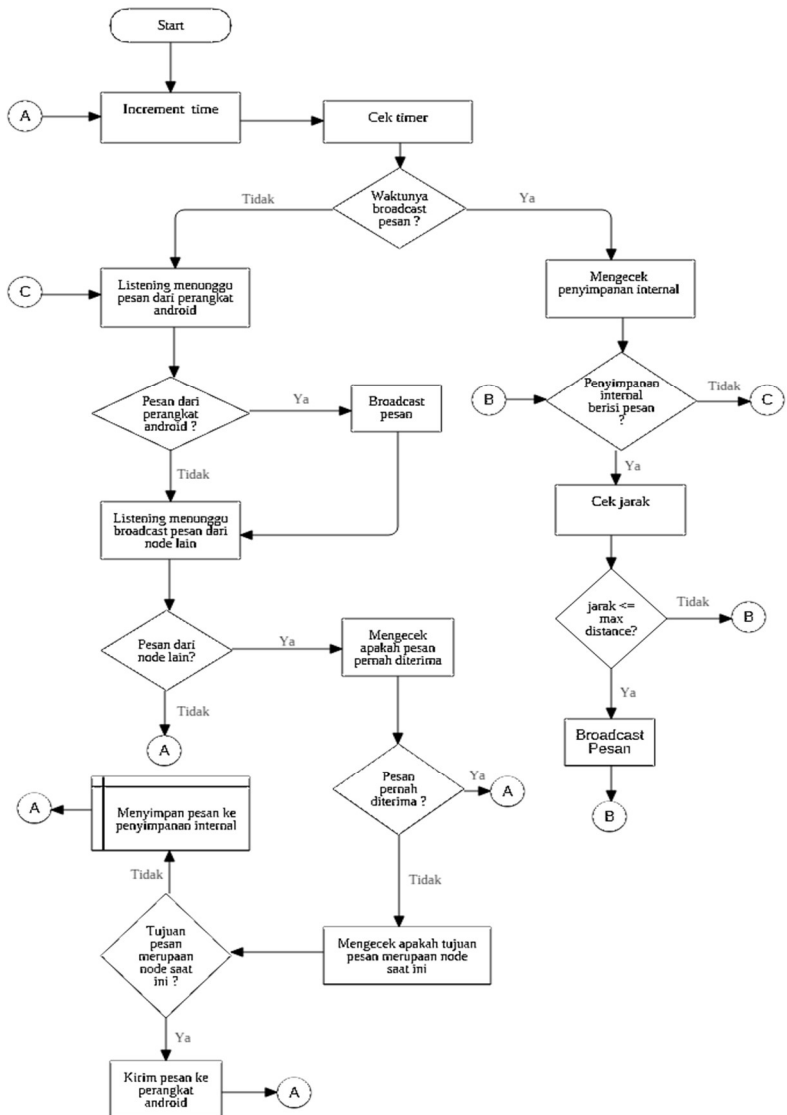 Start
A
Increment time
Cek timer
Waktunya
broadcast
pesan ?
Tidak
Ya
C
Listening menunggu
pesan dari perangkat
android
Mengecek
penyimpanan internal
Pesan dari
perangkat
android ?
Ya
Broadcast
pesan
Tidak
B
Penyimpanan
internal
berisi pesan
?
Tidak
C
Ya
Listening menunggu
broadcast pesan dari
node lain
Cek jarak
Pesan dari
node lain?
Ya
Mengecek
apakah pesan
pernah diterima
Tidak
A
jarak <=
max
distance?
Tidak
B
Ya
Broadcast
Pesan
B
Pesan
pernah
diterima ?
Ya
A
Tidak
A
Menyimpan pesan ke
penyimpanan internal
Tidak
Tujuan
pesan
merupaan
node saat
ini ?
Mengecek apakah tujuan
pesan merupaan node
saat ini
Ya
Kirim pesan ke
perangkat
android
A